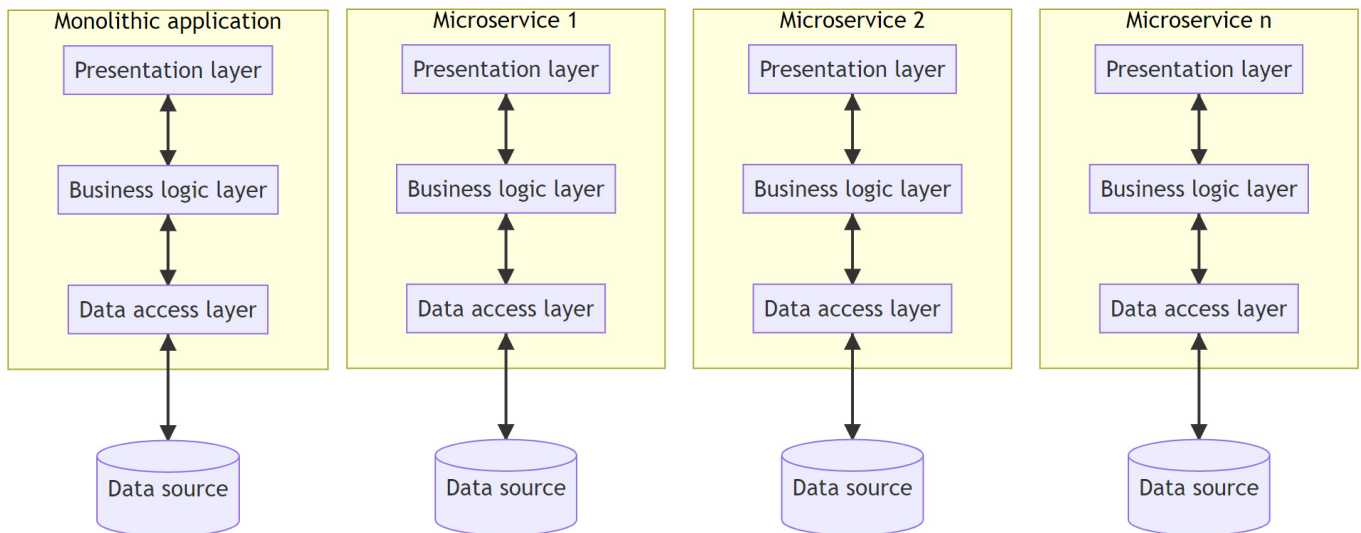 Monolithic application
Presentation layer
Business logic layer
Data access layer
Data source
Microservice 1
Presentation layer
Business logic layer
Data access layer
Data source
Microservice 2
Presentation layer
Business logic layer
Data access layer
Data source
Microservice n
Presentation layer
Business logic layer
Data access layer
Data source